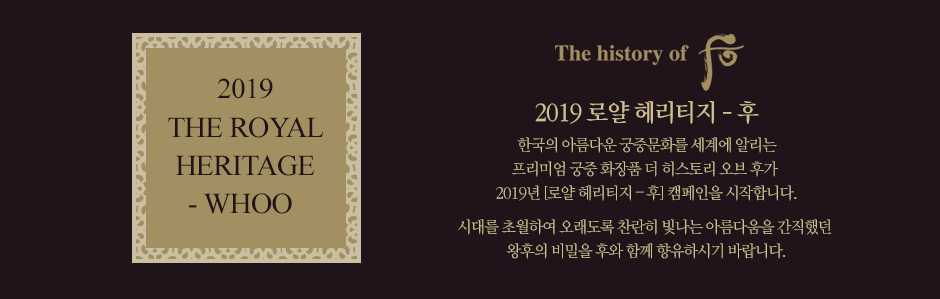 2019
THE ROYAL
HERITAGE
- WHOO
The history of 후
2019 로얄 헤리티지 - 후
한국의 아름다운 궁중문화를 세계에 알리는
프리미엄 궁중 화장품 더 히스토리 오브 후가
2019년 [로얄 헤리티지 – 후] 캠페인을 시작합니다.
시대를 초월하여 오래도록 찬란히 빛나는 아름다움을 간직했던
왕후의 비밀을 후와 함께 향유하시기 바랍니다.